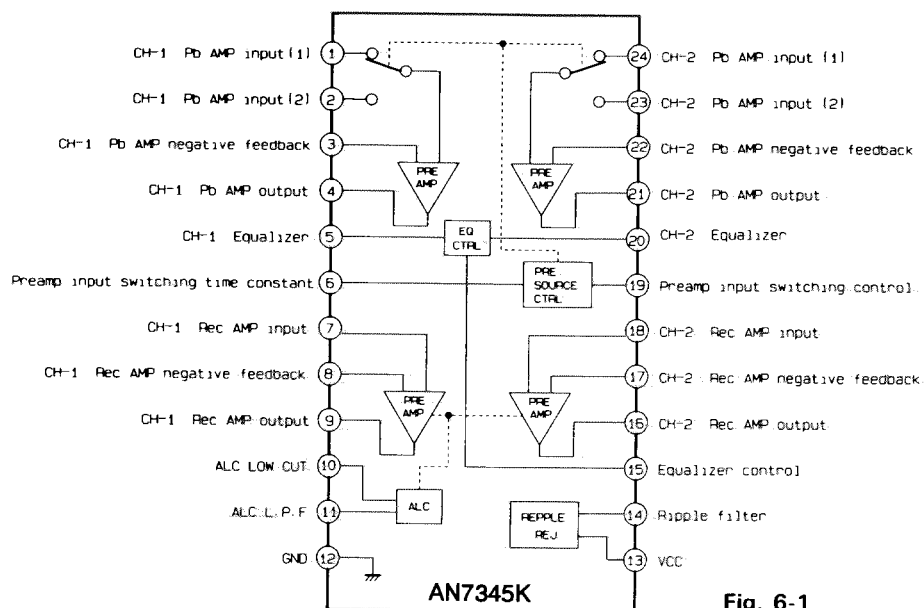 CH-1 Pb AMP input (1) 1
CH-1 Pb AMP input (2) 2
CH-1 Pb AMP negative feedback 3
CH-1 Pb AMP output 4
CH-1 Equalizer 5
Preamp input switching time constant 6
CH-1 Rec AMP input 7
CH-1 Rec AMP negative feedback 8
CH-1 Rec AMP output 9
ALC LOW CUT 10
ALC L.P.F 11
GND 12
PRE
AMP
PRE
AMP
EQ
CTRL
PRE
SOURCE
CTRL
PRE
AMP
PRE
AMP
ALC
REPPLE
REJ
24 CH-2 Pb AMP input (1)
23 CH-2 Pb AMP input (2)
22 CH-2 Pb AMP negative feedback
21 CH-2 Pb AMP output
20 CH-2 Equalizer
19 Preamp input switching control
18 CH-2 Rec AMP input
17 CH-2 Rec AMP negative feedback
16 CH-2 Rec AMP output
15 Equalizer control
14 Ripple filter
13 VCC
AN7345K
Fig. 6-1